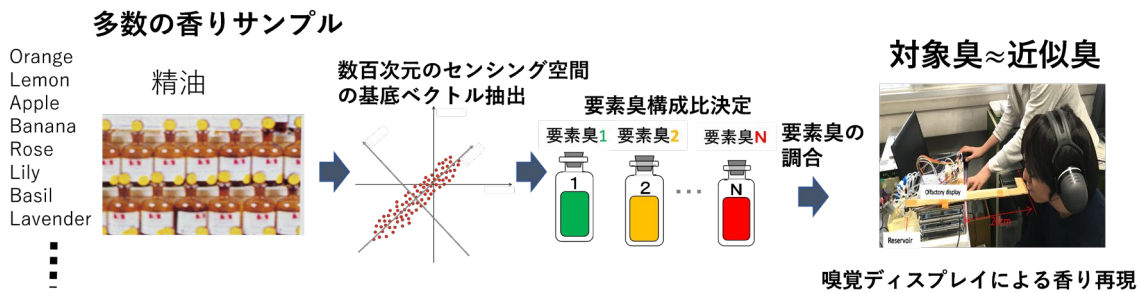 多数の香りサンプル
Orange
Lemon
Apple
Banana
Rose
Lily
Basil
Lavender
精油
数百次元のセンシング空間
の基底ベクトル抽出
要素臭構成比決定
要素臭1 要素臭2 要素臭N
1 2 … N
要素臭の
調合
対象臭≈近似臭
Olfactory display
Reservoir
嗅覚ディスプレイによる香り再現